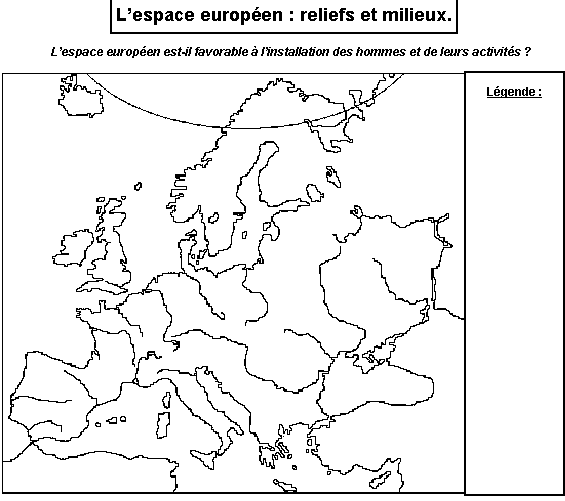 L'espace européen : reliefs et milieux.
L'espace européen est-il favorable à l'installation des hommes et de leurs activités ?
Légende :